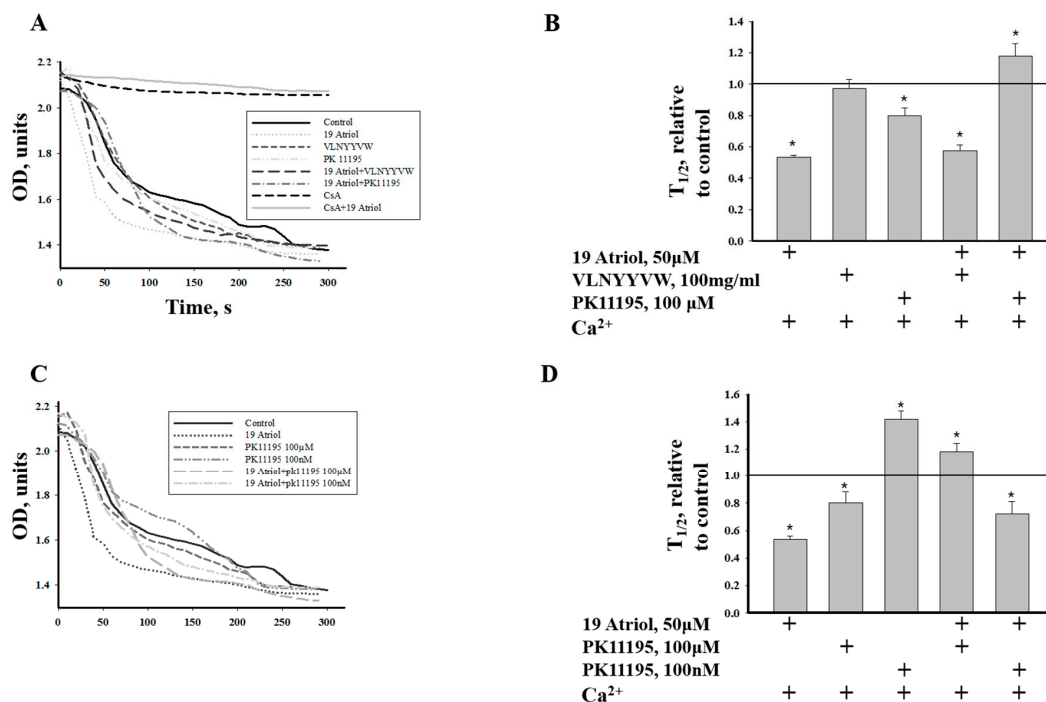 A
OD, units
2.2
2.0
1.8
1.6
1.4
0 50 100 150 200 250 300
Time, s
Control
19 Atriol
VLNYYVW
PK 11195
19 Atriol+VLNYYVW
19 Atriol+PK11195
CsA
CsA+19 Atriol
B
T1/2, relative
to control
1.4
1.2
1.0
0.8
0.6
0.4
0.2
0.0
* * * *
19 Atriol, 50μM + + +
VLNYYVW, 100mg/ml + +
PK11195, 100 μM + +
Ca2+ + + + + +
C
OD, units
2.2
2.0
1.8
1.6
1.4
0 50 100 150 200 250 300
Control
19 Atriol
PK11195 100μM
PK11195 100nM
19 Atriol+pk11195 100μM
19 Atriol+pk11195 100nM
D
T1/2, relative
to control
1.6
1.4
1.2
1.0
0.8
0.6
0.4
0.2
0.0
* * * * *
19 Atriol, 50μM + + +
PK11195, 100μM + +
PK11195, 100nM + +
Ca2+ + + + + +